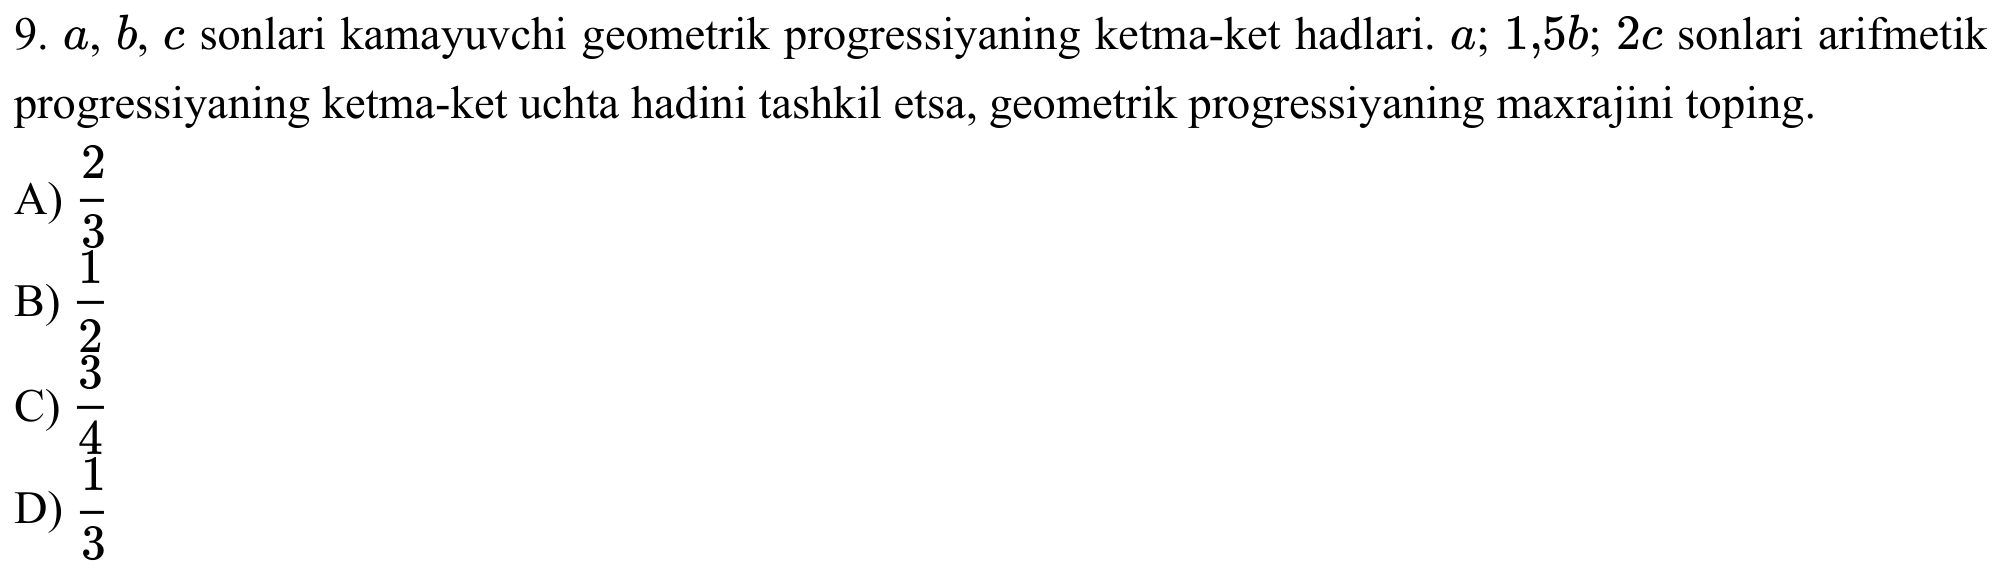 9. a, b, c sonlari kamayuvchi geometrik progressiyaning ketma-ket hadlari. a; 1,5b; 2c sonlari arifmetik
progressiyaning ketma-ket uchta hadini tashkil etsa, geometrik progressiyaning maxrajini toping.
A) 2/3
B) 1/2
C) 3/4
D) 1/3